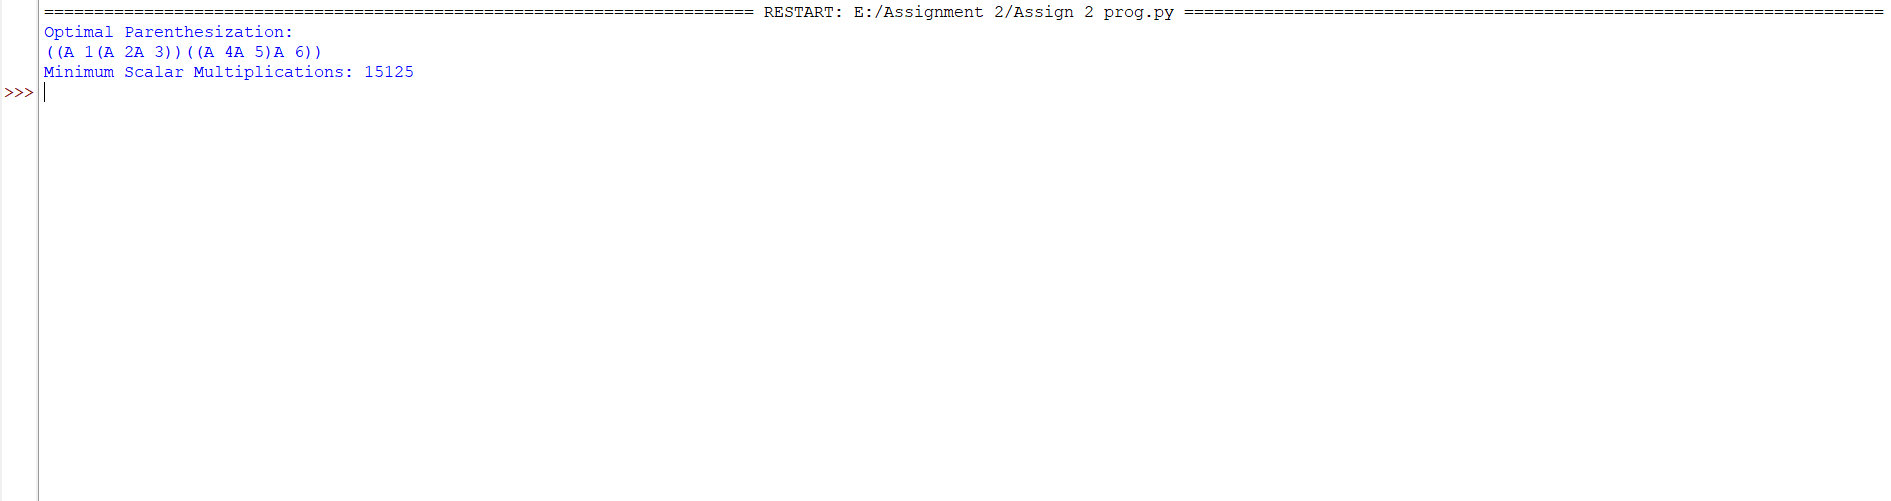 ======================================================================= RESTART: E:/Assignment 2/Assign 2 prog.py ======================================================================
Optimal Parenthesization:
((A 1(A 2A 3))((A 4A 5)A 6))
Minimum Scalar Multiplications: 15125
>>>